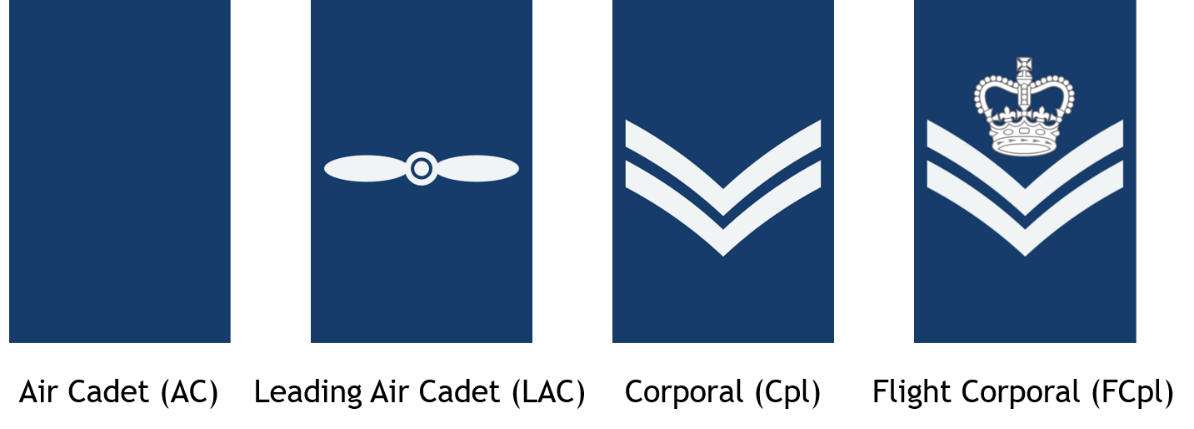 Air Cadet (AC)
Leading Air Cadet (LAC)
Corporal (Cpl)
Flight Corporal (FCpl)